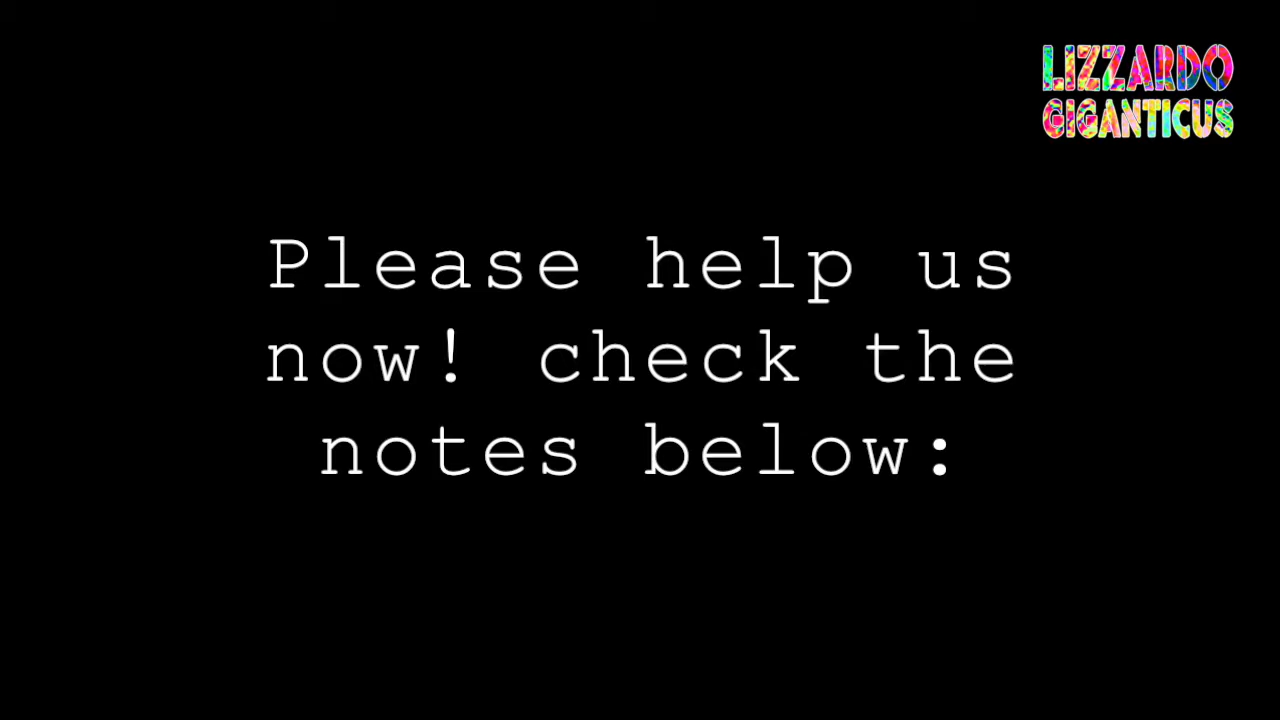 LIZZARDO
GIGANTICUS
Please help us
now! check the
notes below: